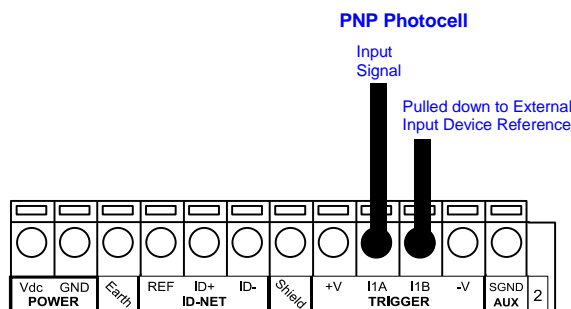 PNP Photocell
Input
Signal
Pulled down to External
Input Device Reference
Vdc GND Earth REF ID+ ID- Shield +V I1A I1B -V SGND 2
POWER ID-NET TRIGGER AUX